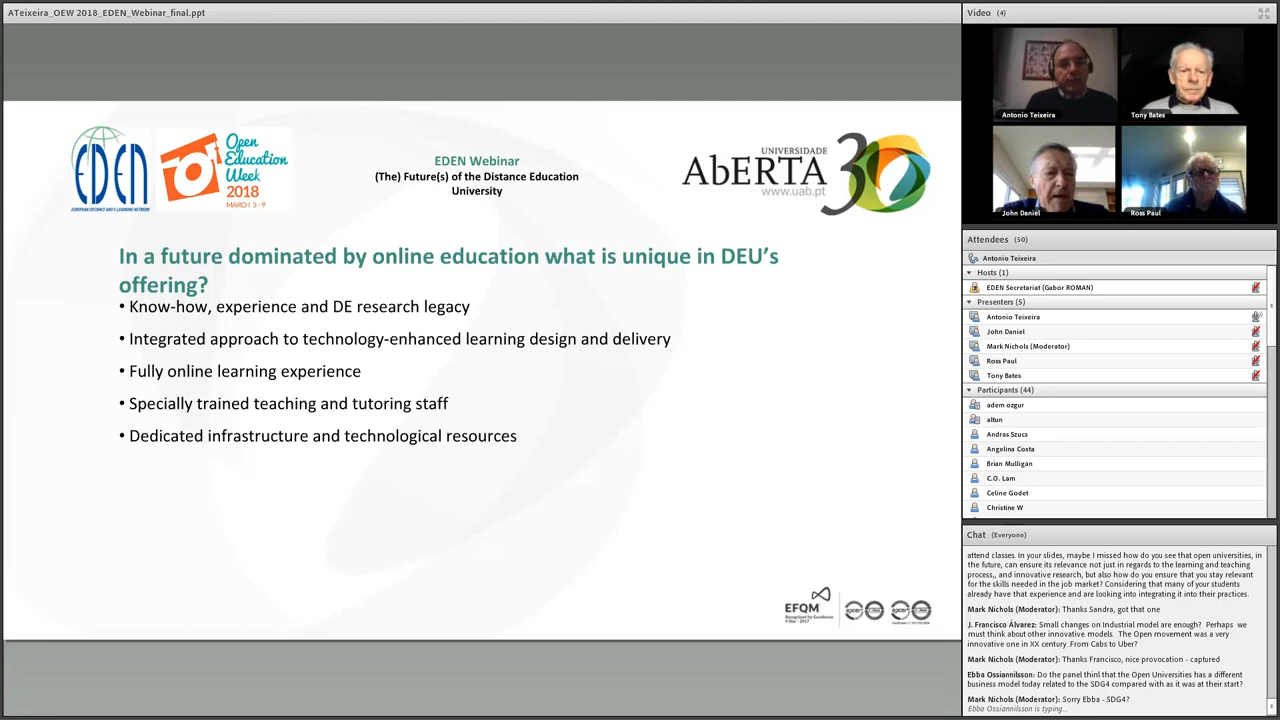 ATeixeira_OEW 2018_EDEN_Webinar_final.ppt
EDEN
EUROPEAN DISTANCE AND E-LEARNING NETWORK
Open
Education
Week
2018
MARCH 5-9
EDEN Webinar
(The) Future(s) of the Distance Education
University
UNIVERSIDADE
AbERTA
www.uab.pt
30
In a future dominated by online education what is unique in DEU's
offering?
• Know-how, experience and DE research legacy
• Integrated approach to technology-enhanced learning design and delivery
• Fully online learning experience
• Specially trained teaching and tutoring staff
• Dedicated infrastructure and technological resources
EFQM
Video (4)
Antonio Teixeira
Tony Bates
John Daniel
Ross Paul
Attendees (50)
Antonio Teixeira
Hosts (1)
EDEN Secretariat (Gabor ROMAN)
Presenters (5)
Antonio Teixeira
John Daniel
Mark Nichols (Moderator)
Ross Paul
Tony Bates
Participants (44)
adem ozgur
altun
Andras Szucs
Angelina Costa
Brian Mulligan
C.O. Lam
Celine Godet
Christine W
Chat (Everyone)
attend classes. In your slides, maybe I missed how do you see that open universities, in
the future, can ensure its relevance not just in regards to the learning and teaching
process,, and innovative research, but also how do you ensure that you stay relevant
for the skills needed in the job market? Considering that many of your students
already have that experience and are looking into integrating it into their practices.
Mark Nichols (Moderator): Thanks Sandra, got that one
J. Francisco Álvarez: Small changes on Industrial model are enough? Perhaps we
must think about other innovative models. The Open movement was a very
innovative one in XX century .From Cabs to Uber?
Mark Nichols (Moderator): Thanks Francisco, nice provocation - captured
Ebba Ossiannilsson: Do the panel think that the Open Universities has a different
business model today related to the SDG4 compared with as it was at their start?
Mark Nichols (Moderator): Sorry Ebba - SDG4?
Ebba Ossiannilsson is typing...